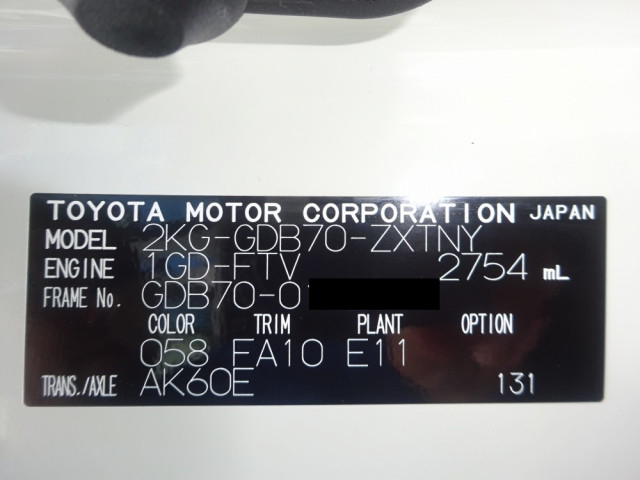 TOYOTA MOTOR CORPORATION JAPAN
MODEL 2KG-GDB70-ZXTNY
ENGINE 1GD-FTV 2754 mL
FRAME No. GDB70-0
COLOR TRIM PLANT OPTION
058 FA10 E11
TRANS./AXLE AK60E 131